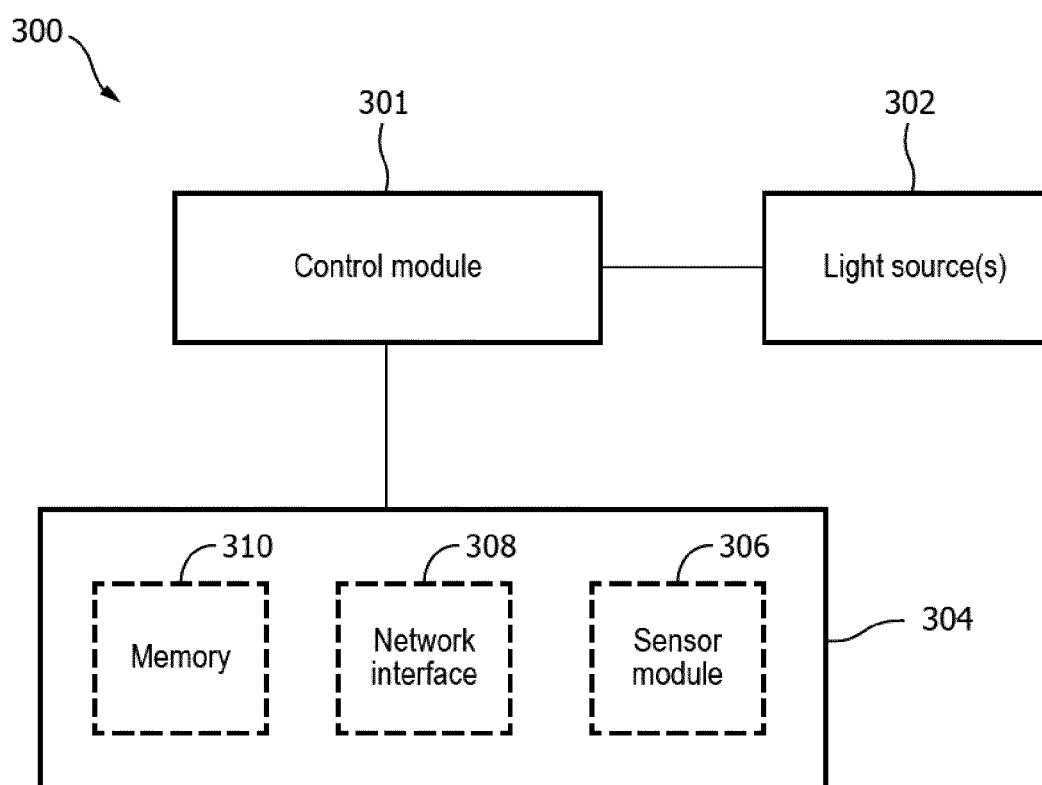 300
301
302
Control module
Light source(s)
310
308
306
304
Memory
Network
interface
Sensor
module